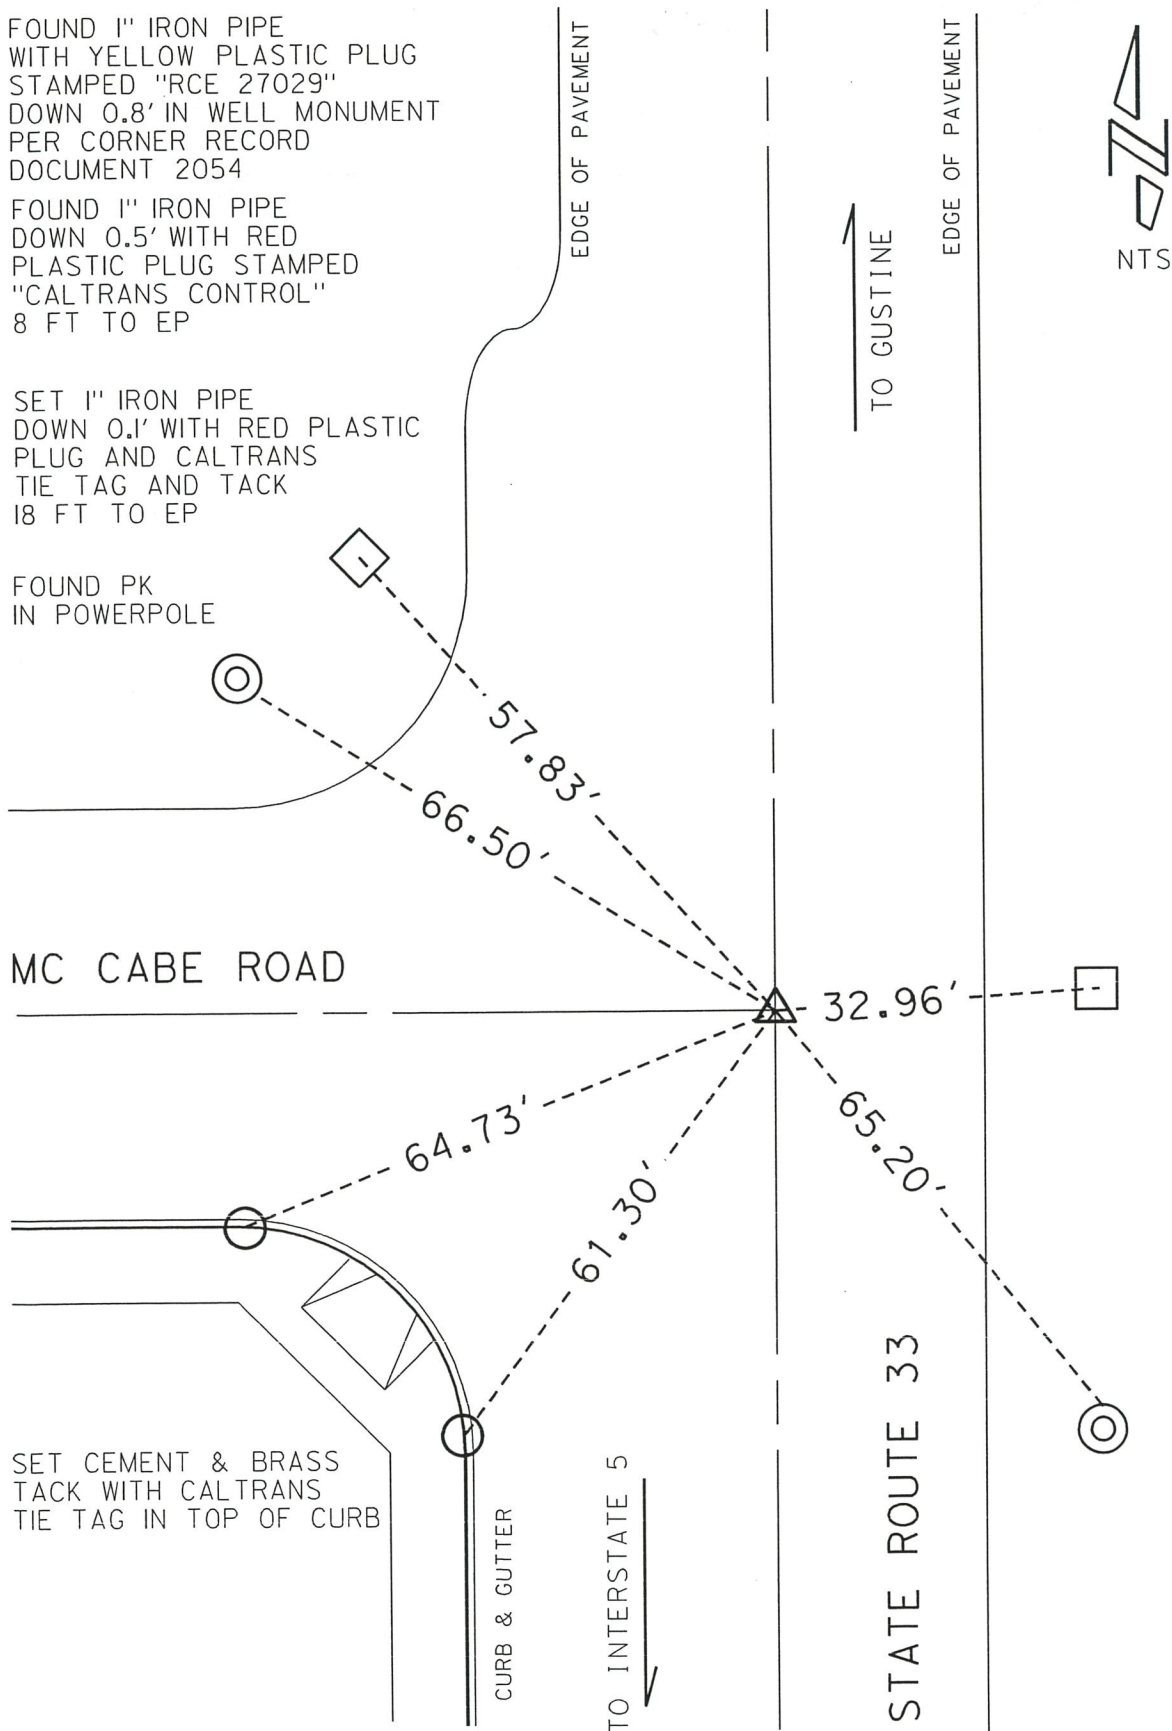 FOUND 1" IRON PIPE
WITH YELLOW PLASTIC PLUG
STAMPED "RCE 27029"
DOWN 0.8' IN WELL MONUMENT
PER CORNER RECORD
DOCUMENT 2054
FOUND 1" IRON PIPE
DOWN 0.5' WITH RED
PLASTIC PLUG STAMPED
"CALTRANS CONTROL"
8 FT TO EP
SET 1" IRON PIPE
DOWN 0.1' WITH RED PLASTIC
PLUG AND CALTRANS
TIE TAG AND TACK
18 FT TO EP
FOUND PK
IN POWERPOLE
EDGE OF PAVEMENT
TO GUSTINE
EDGE OF PAVEMENT
NTS
57.83'
66.50'
MC CABE ROAD
32.96'
64.73'
61.30'
65.20'
SET CEMENT & BRASS
TACK WITH CALTRANS
TIE TAG IN TOP OF CURB
CURB & GUTTER
TO INTERSTATE 5
STATE ROUTE 33